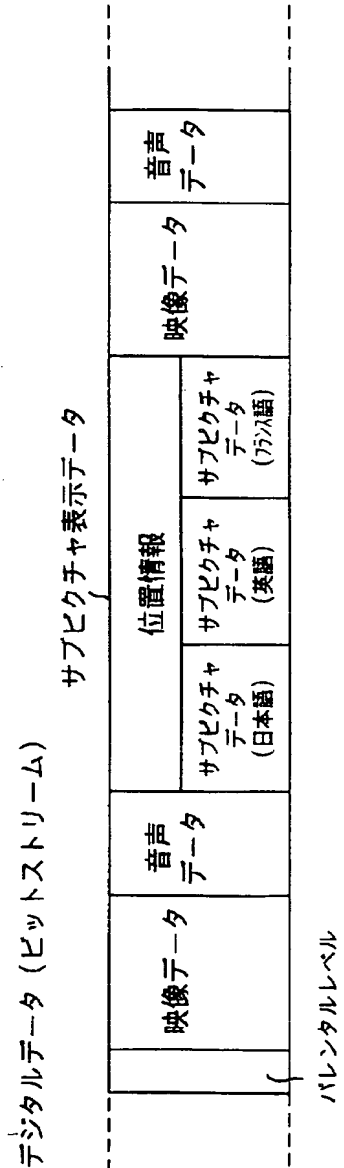 デジタルデータ (ビットストリーム)
サブピクチャ表示データ
映像データ
音声
データ
位置情報
サブピクチャ
データ
(日本語)
サブピクチャ
データ
(英語)
サブピクチャ
データ
(フランス語)
映像データ
音声
データ
パレンタルレベル